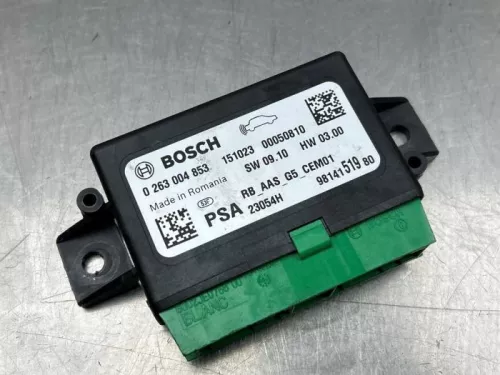 BOSCH
0 263 004 853
Made in Romania
151023 00050810
SW 09.10 HW 03.00
RB_AAS_G5_CEM01
PSA
23054H
98141519 80
BLANC